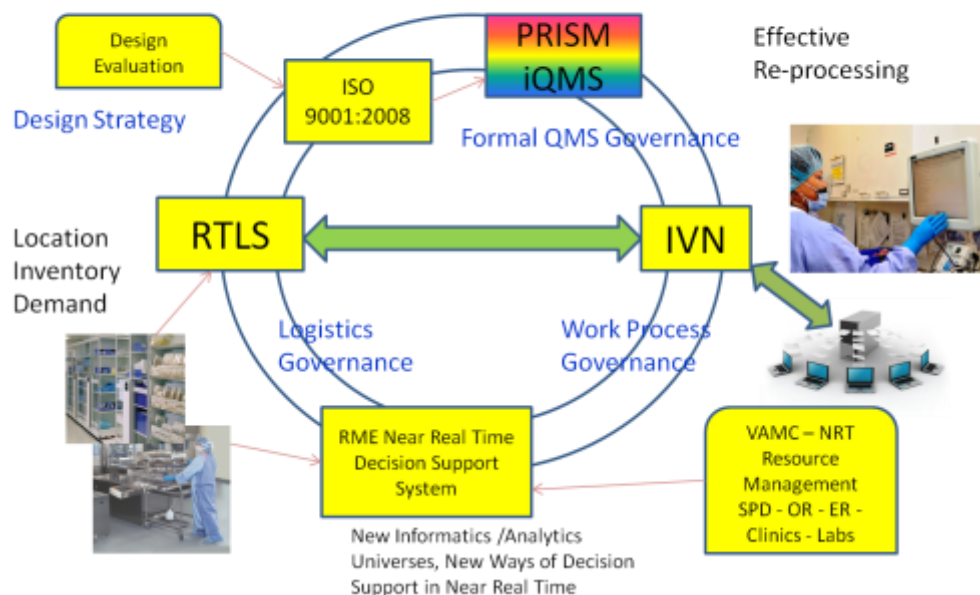 Design
Evaluation
PRISM
iQMS
Effective
Re-processing
ISO
9001:2008
Design Strategy
Formal QMS Governance
RTLS
IVN
Location
Inventory
Demand
Logistics
Governance
Work Process
Governance
RME Near Real Time
Decision Support
System
VAMC – NRT
Resource
Management
SPD - OR - ER -
Clinics - Labs
New Informatics /Analytics
Universes, New Ways of Decision
Support in Near Real Time